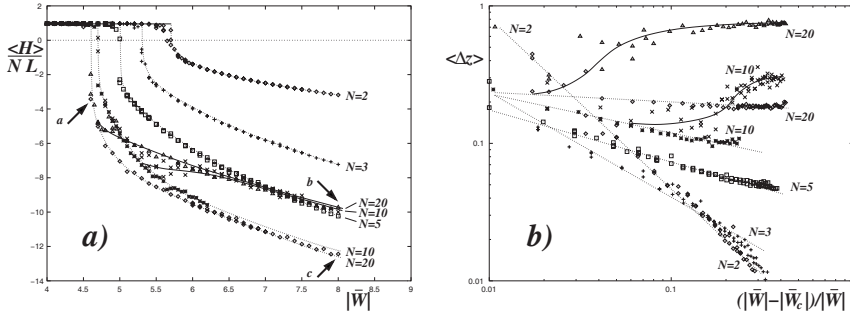 <H>
N L
2
0
-2
-4
-6
-8
-10
-12
-14
4
4.5
5
5.5
6
6.5
7
7.5
8
8.5
9
|W̄|
a
b
c
N=2
N=3
N=20
N=10
N=5
N=10
N=20
a)
<Δz>
1
0.1
0.01
0.01
0.1
1
(|W̄|-|W̄c|)/|W̄|
N=2
N=20
N=10
N=20
N=10
N=5
N=3
N=2
b)